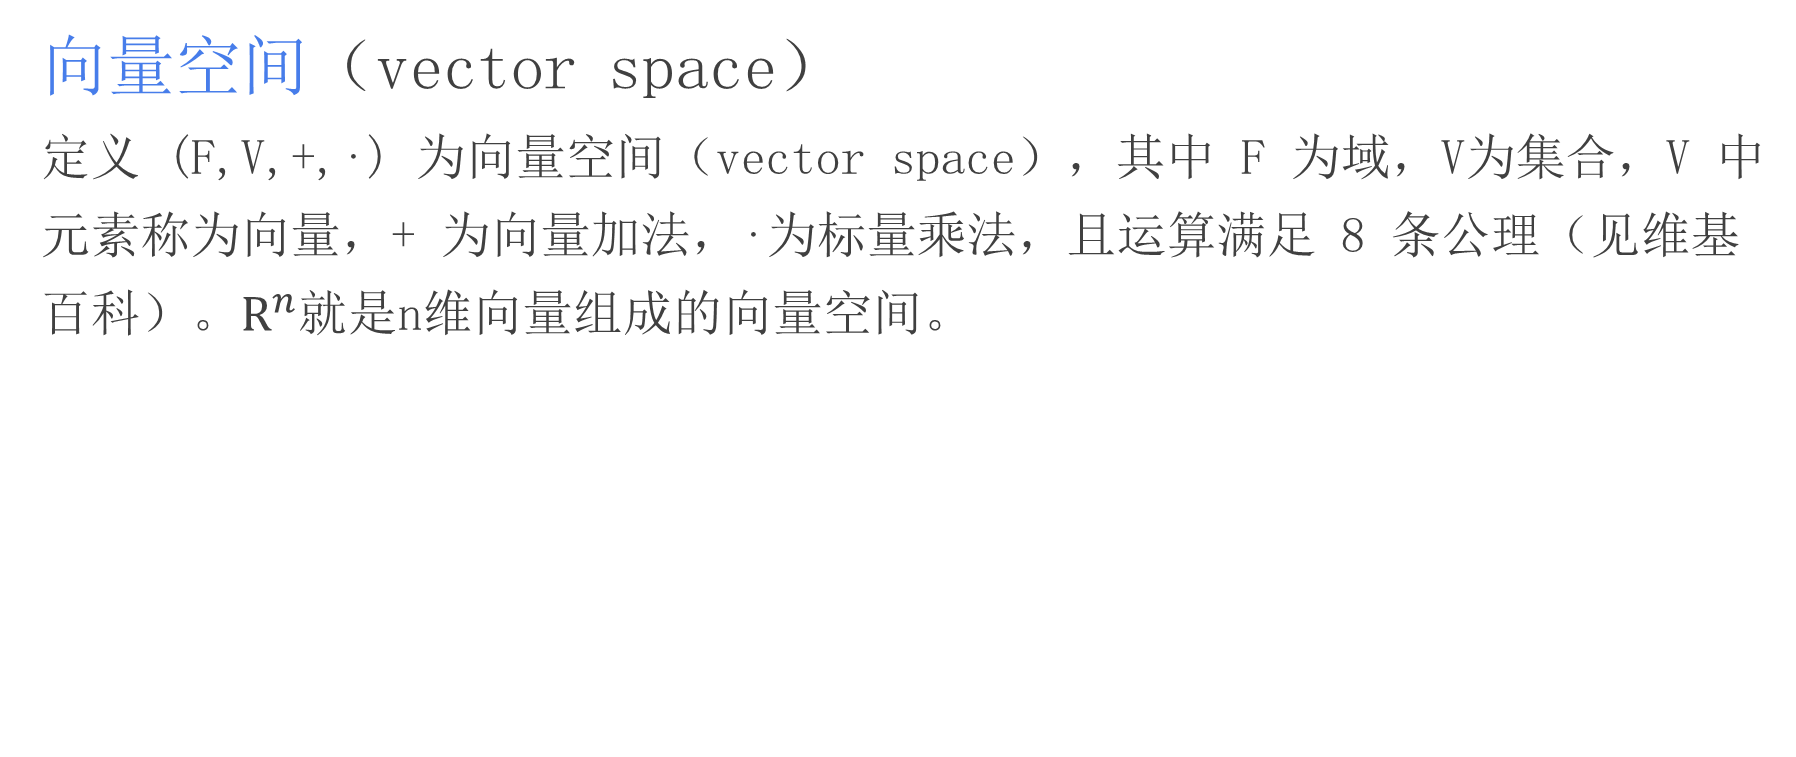 向量空间（vector space）
定义 (F,V,+,·) 为向量空间（vector space），其中 F 为域，V为集合，V 中
元素称为向量，+ 为向量加法，·为标量乘法，且运算满足 8 条公理（见维基
百科）。Rⁿ就是n维向量组成的向量空间。